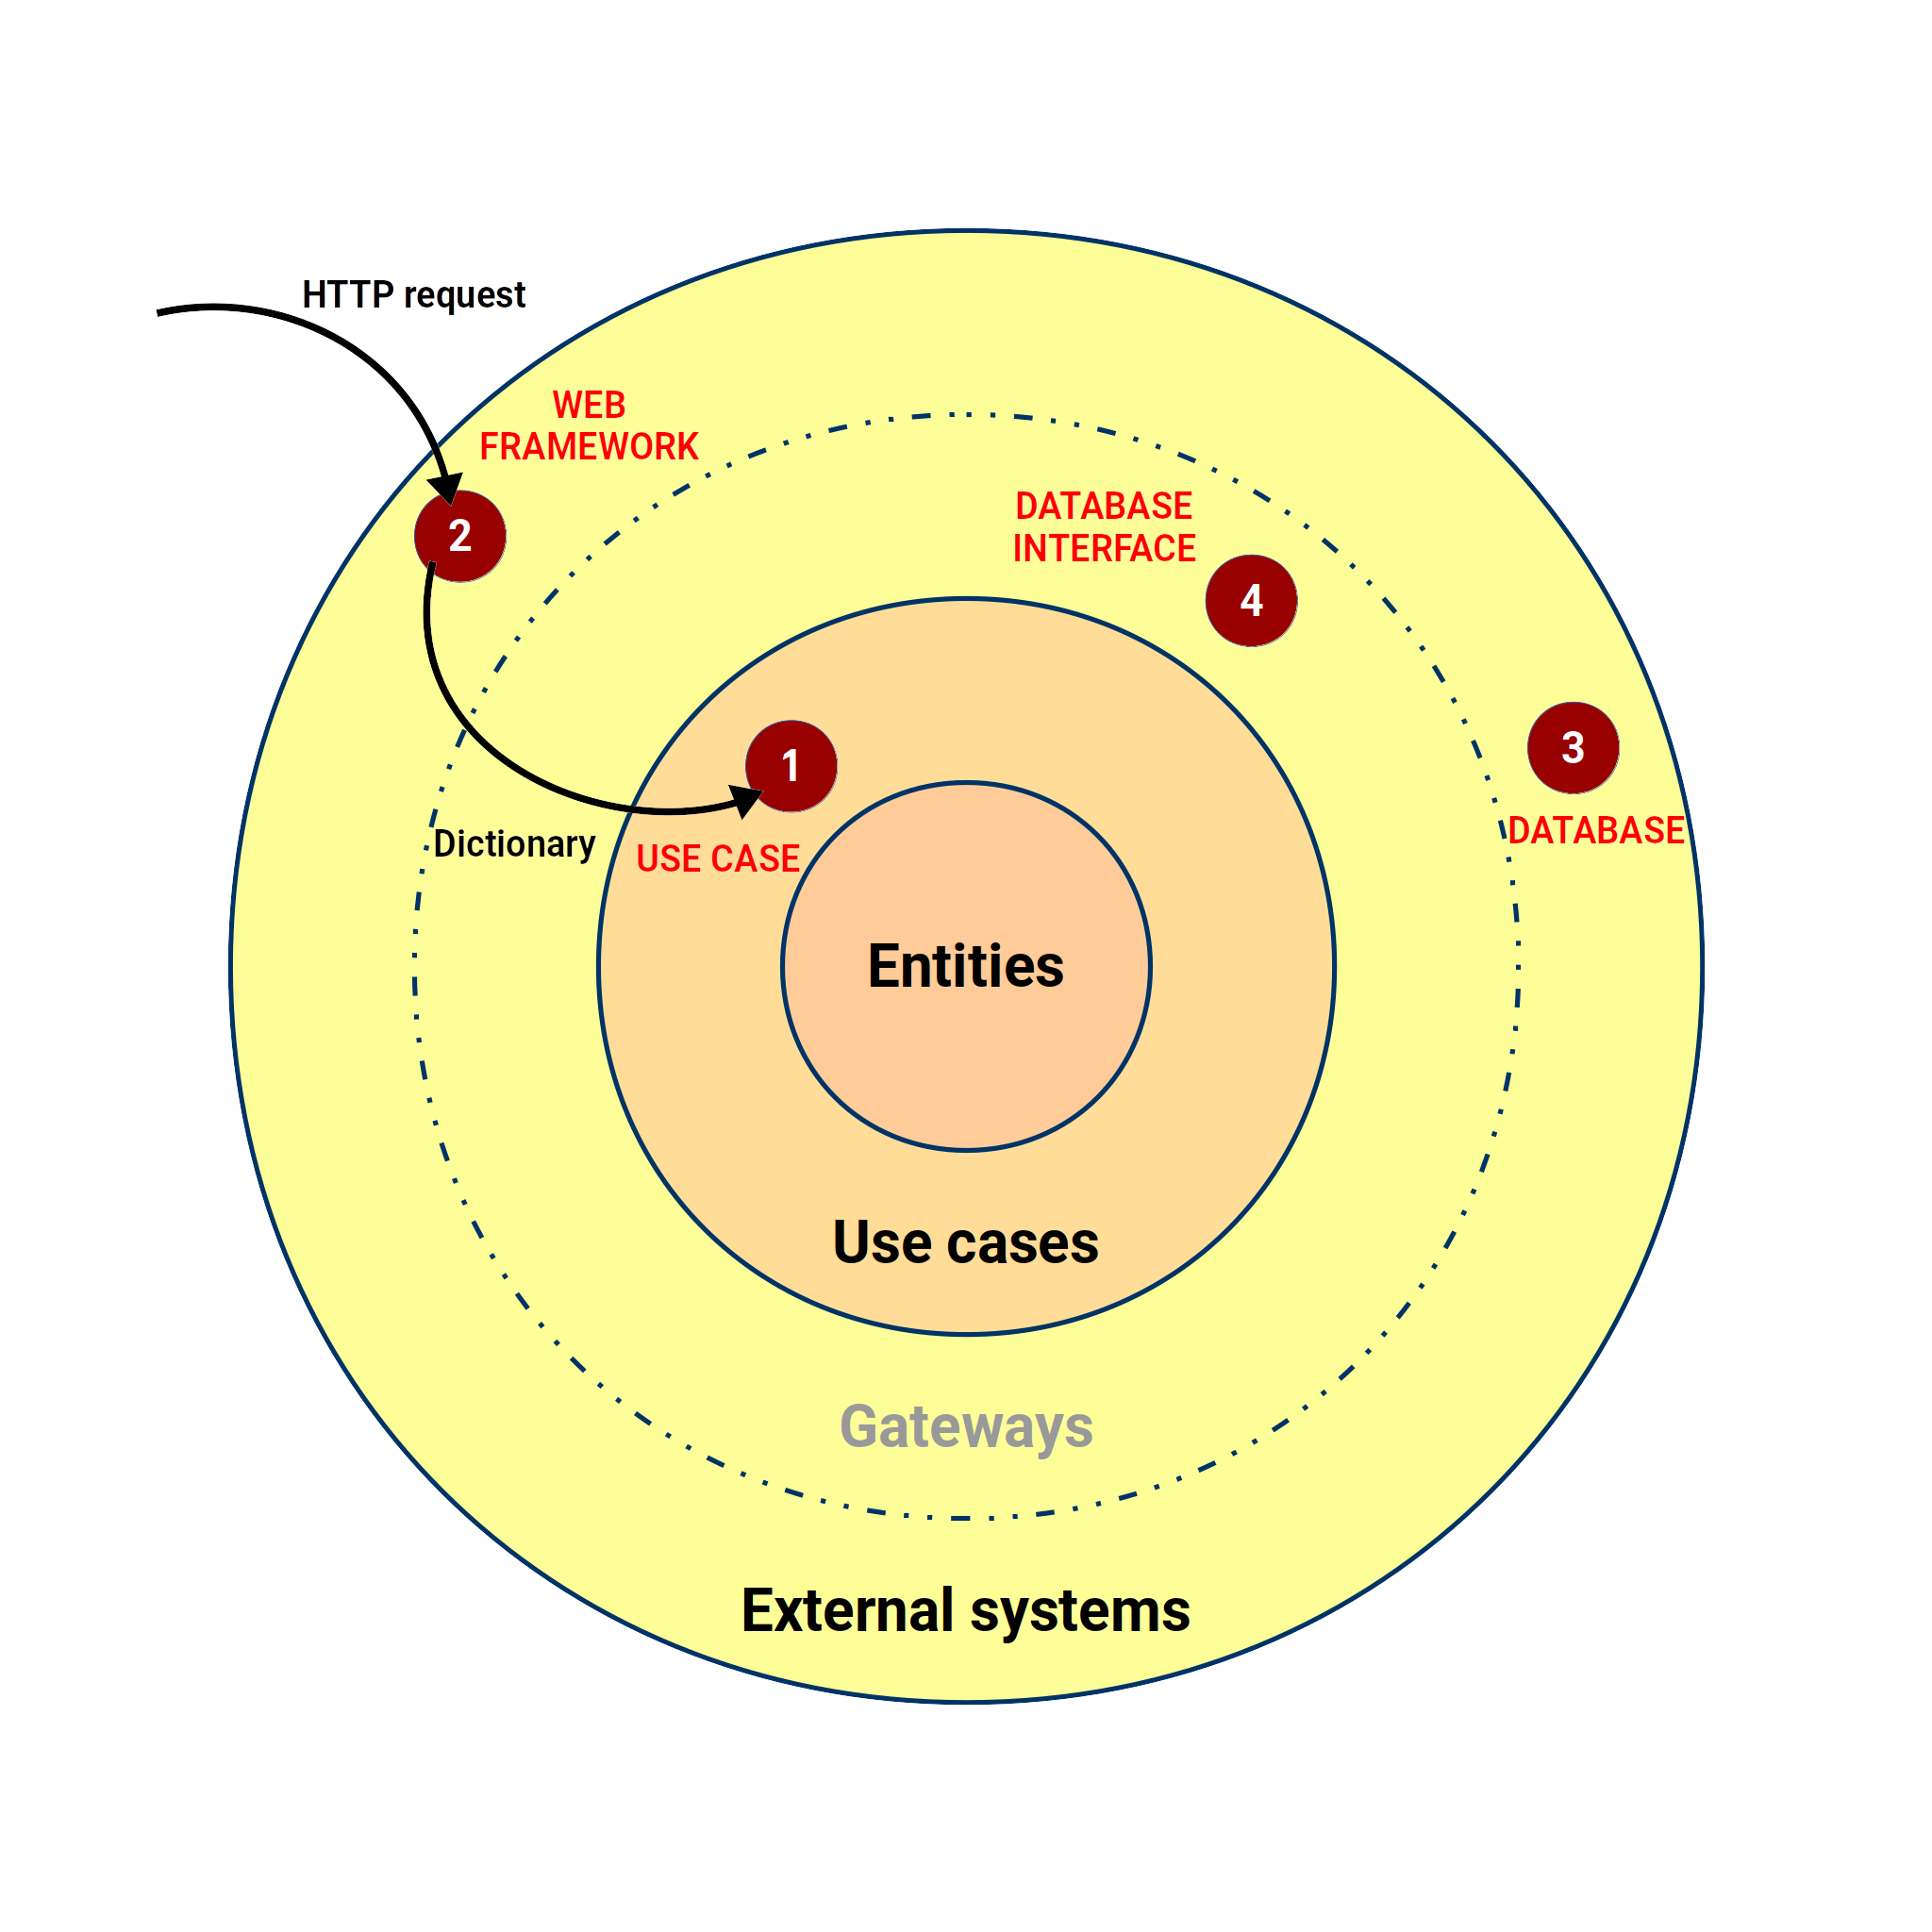 HTTP request
WEB
FRAMEWORK
2
DATABASE
INTERFACE
4
3
DATABASE
1
Dictionary
USE CASE
Entities
Use cases
Gateways
External systems